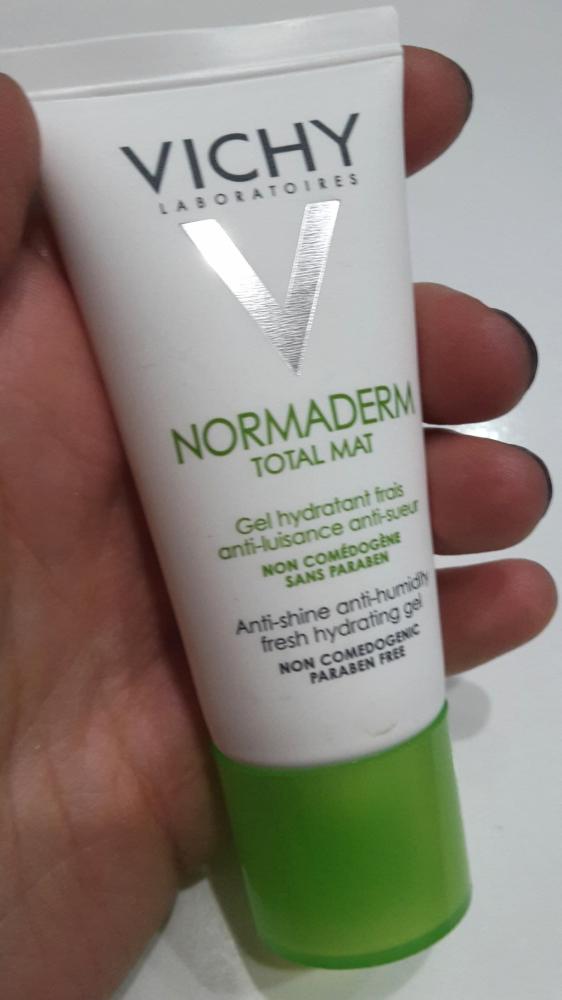 VICHY
LABORATOIRES
NORMADERM
TOTAL MAT
Gel hydratant frais
anti-luisance anti-sueur
NON COMÉDOGÈNE
SANS PARABEN
Anti-shine anti-humidity
fresh hydrating gel
NON COMEDOGENIC
PARABEN FREE